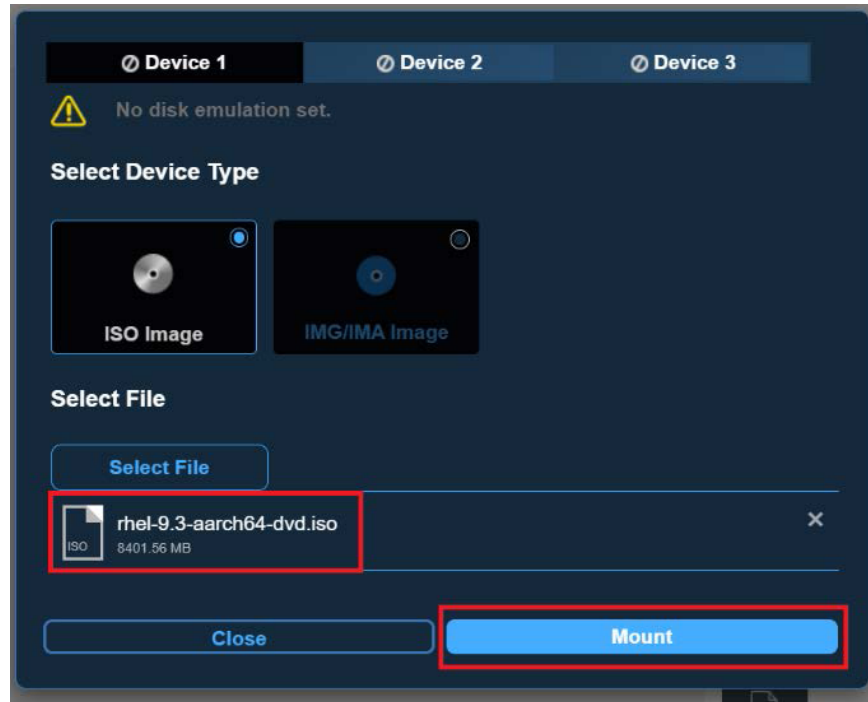 Device 1 Device 2 Device 3
No disk emulation set.
Select Device Type
ISO Image IMG/IMA Image
Select File
Select File
ISO
rhel-9.3-aarch64-dvd.iso
8401.56 MB
Close Mount